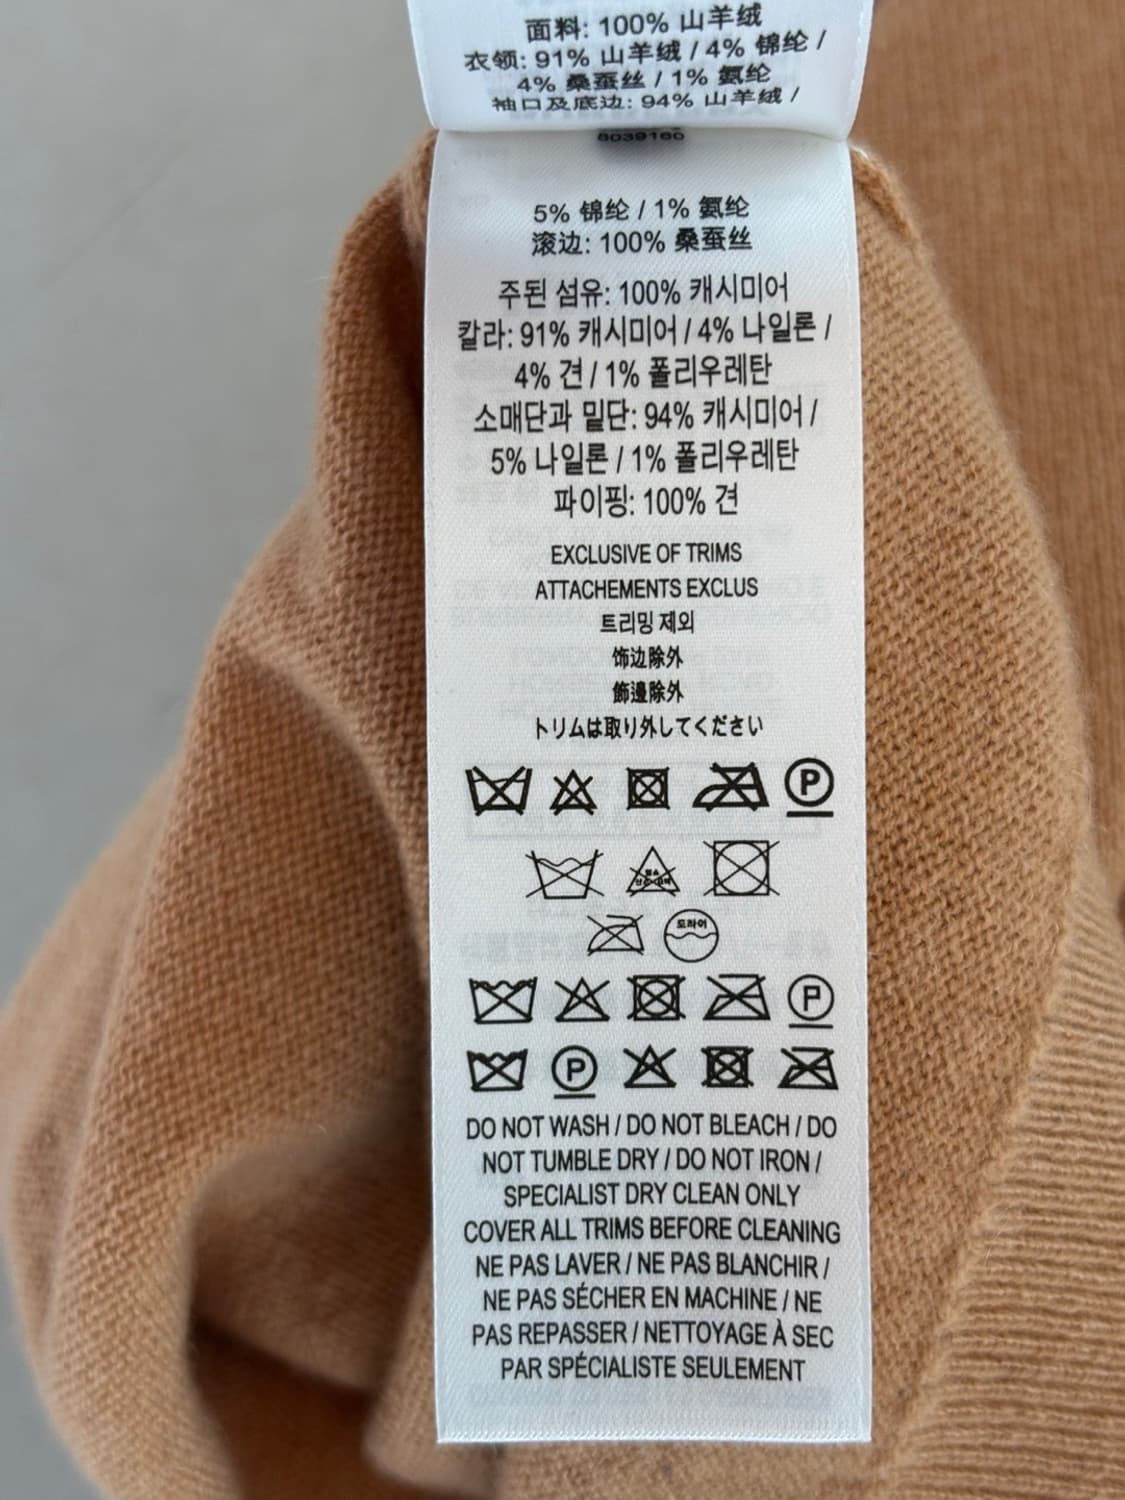 面料: 100% 山羊绒
衣领: 91% 山羊绒 / 4% 锦纶 /
4% 桑蚕丝 / 1% 氨纶
袖口及底边: 94% 山羊绒 /
8039160
5% 锦纶 / 1% 氨纶
滚边: 100% 桑蚕丝
주된 섬유: 100% 캐시미어
칼라: 91% 캐시미어 / 4% 나일론 /
4% 견 / 1% 폴리우레탄
소매단과 밑단: 94% 캐시미어 /
5% 나일론 / 1% 폴리우레탄
파이핑: 100% 견
EXCLUSIVE OF TRIMS
ATTACHEMENTS EXCLUS
트리밍 제외
饰边除外
飾邊除外
トリムは取り外してください
P
드라이
P
P
DO NOT WASH / DO NOT BLEACH / DO
NOT TUMBLE DRY / DO NOT IRON /
SPECIALIST DRY CLEAN ONLY
COVER ALL TRIMS BEFORE CLEANING
NE PAS LAVER / NE PAS BLANCHIR /
NE PAS SÉCHER EN MACHINE / NE
PAS REPASSER / NETTOYAGE À SEC
PAR SPÉCIALISTE SEULEMENT